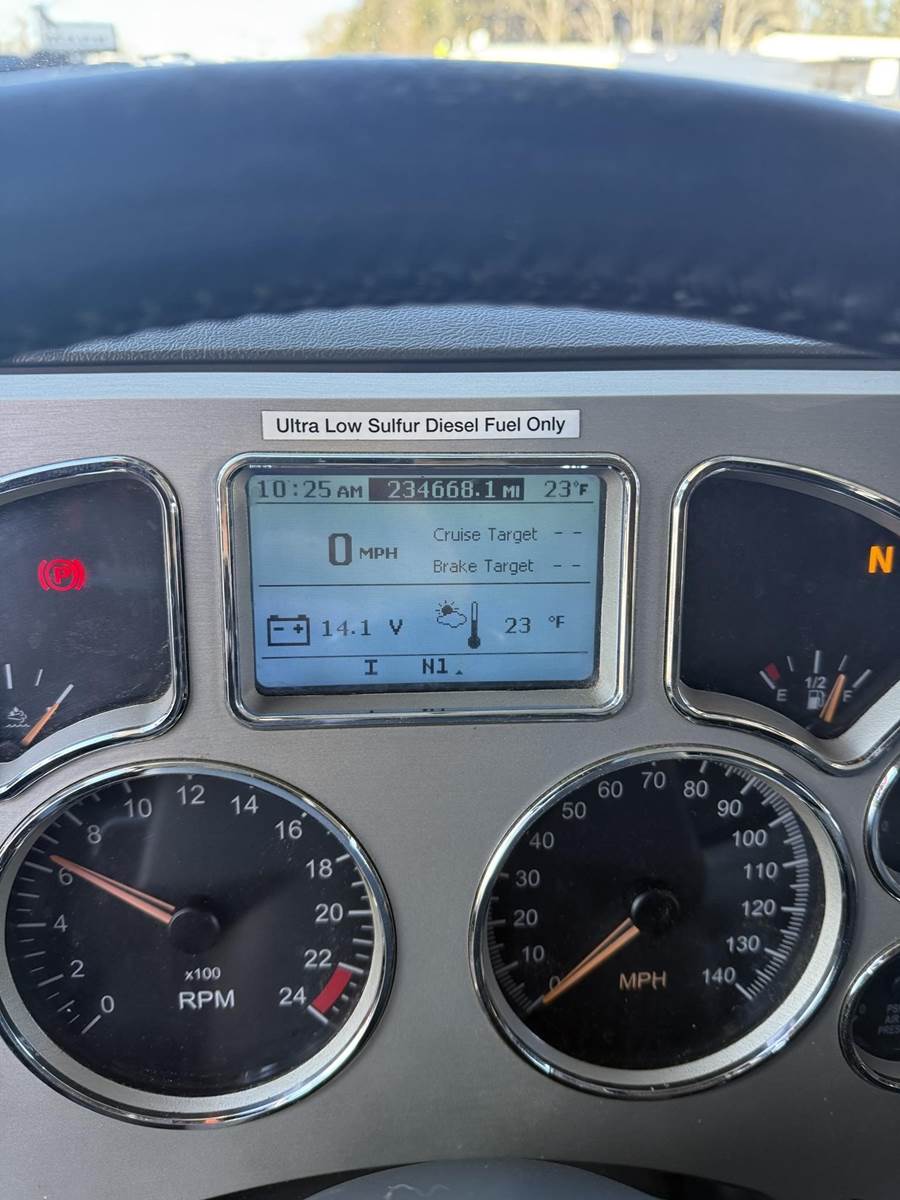 Ultra Low Sulfur Diesel Fuel Only
10:25 AM 234668.1 MI 23°F
0 MPH
Cruise Target --
Brake Target --
14.1 V
23 °F
I N1
P
N
E 1/2 F
0 2 4 6 8 10 12 14 16 18 20 22 24
x100
RPM
0 10 20 30 40 50 60 70 80 90 100 110 120 130 140
MPH